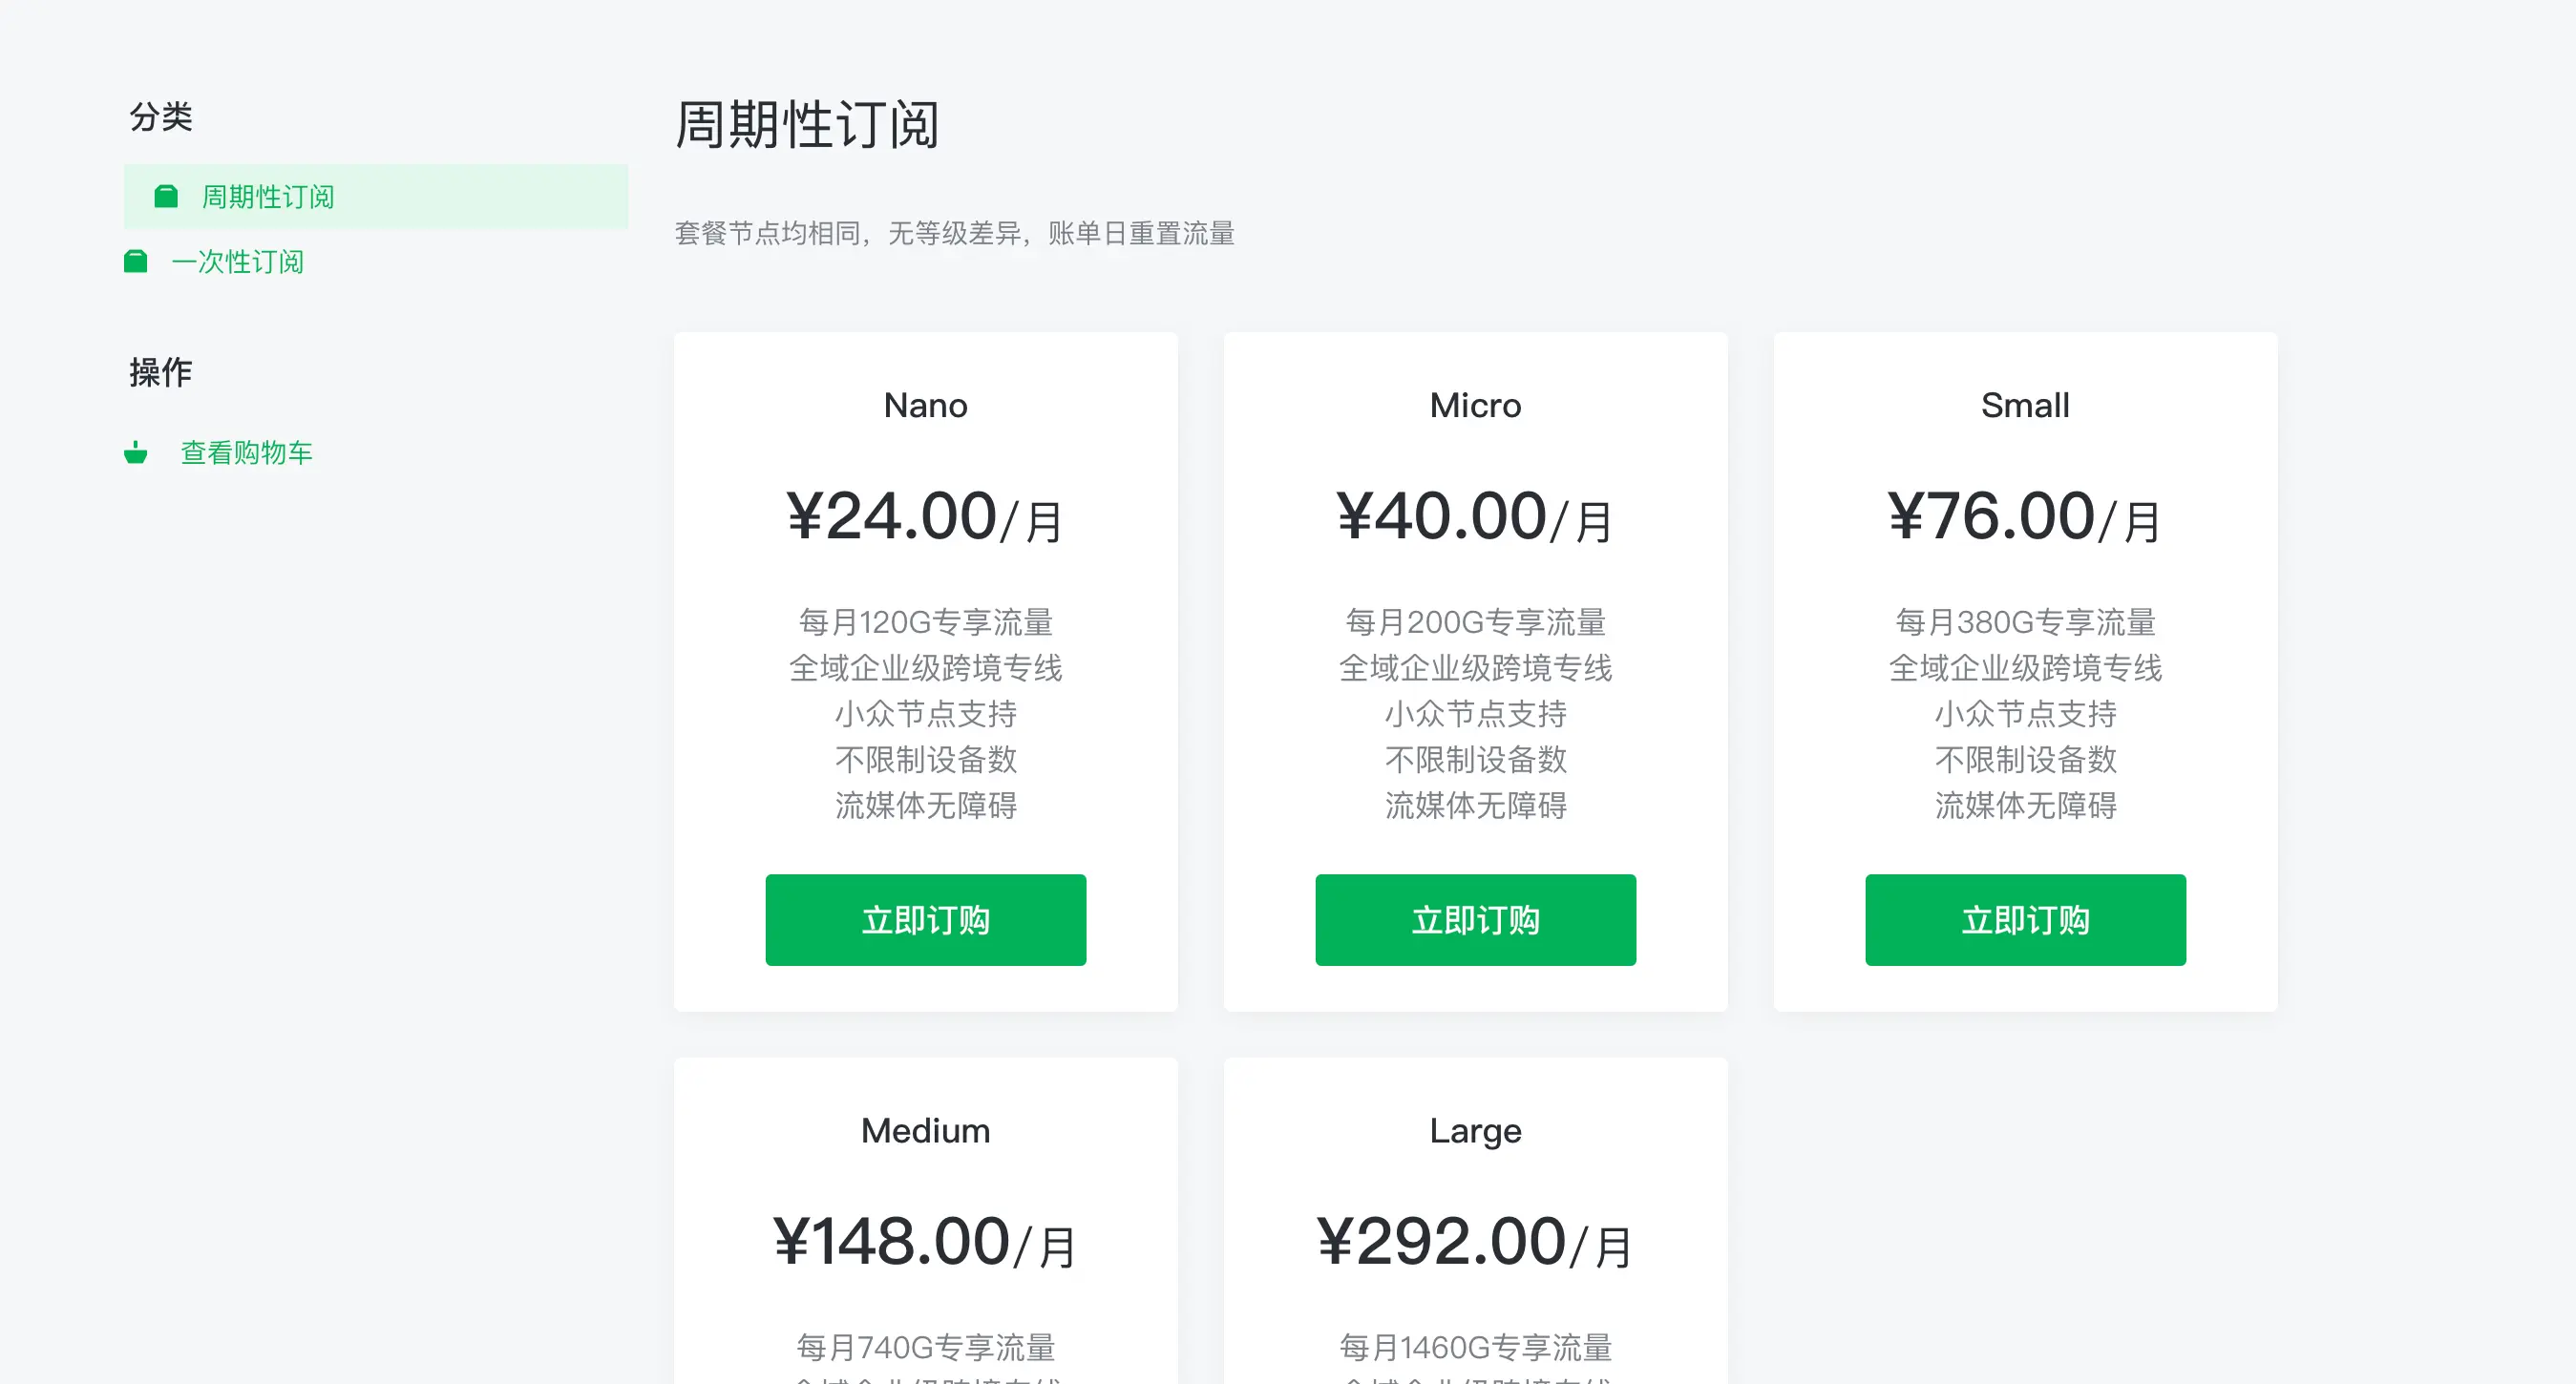 分类
周期性订阅
一次性订阅
操作
查看购物车
周期性订阅
套餐节点均相同，无等级差异，账单日重置流量
Nano
¥24.00/月
每月120G专享流量
全域企业级跨境专线
小众节点支持
不限制设备数
流媒体无障碍
立即订购
Micro
¥40.00/月
每月200G专享流量
全域企业级跨境专线
小众节点支持
不限制设备数
流媒体无障碍
立即订购
Small
¥76.00/月
每月380G专享流量
全域企业级跨境专线
小众节点支持
不限制设备数
流媒体无障碍
立即订购
Medium
¥148.00/月
每月740G专享流量
Large
¥292.00/月
每月1460G专享流量